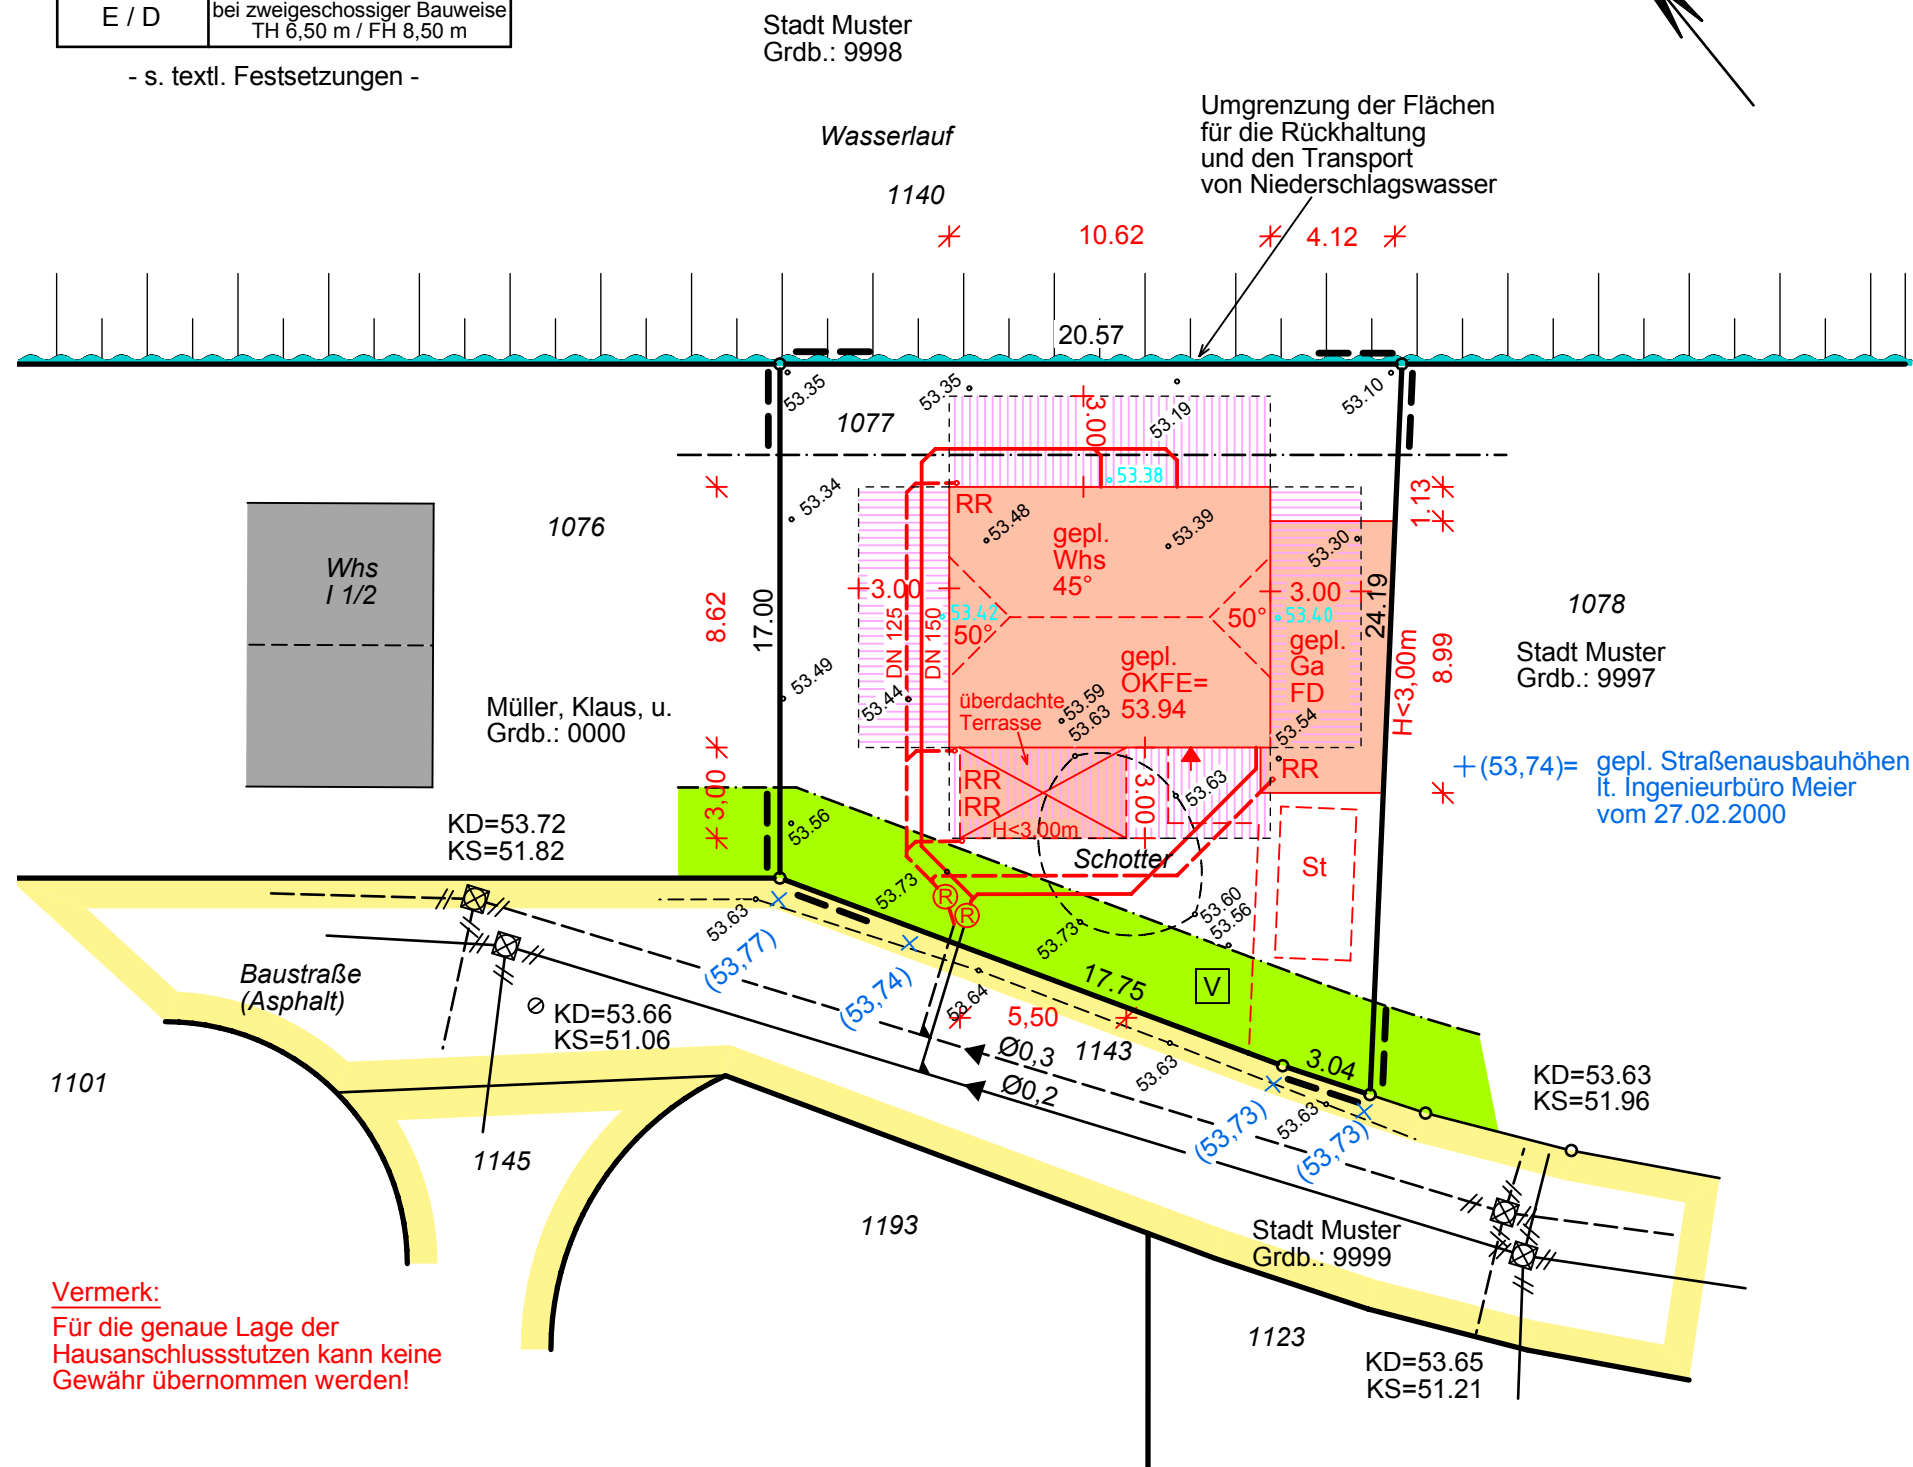 E / D
bei zweigeschossiger Bauweise
TH 6,50 m / FH 8,50 m
- s. textl. Festsetzungen -
Stadt Muster
Grdb.: 9998
Wasserlauf
1140
Umgrenzung der Flächen
für die Rückhaltung
und den Transport
von Niederschlagswasser
10.62
4.12
20.57
53.35
53.35
53.19
53.10
1077
3.00
53.38
53.34
1076
RR
53.48
gepl.
Whs
45°
53.39
53.30
1.13
Whs
I 1/2
8.62
17.00
3.00
53.42
50°
DN 125
DN 150
50°
3.00
53.40
gepl.
Ga
FD
24.19
H<3,00m
8.99
1078
Stadt Muster
Grdb.: 9997
53.49
53.44
gepl.
OKFE=
53.94
überdachte
Terrasse
53.59
53.63
53.54
Müller, Klaus, u.
Grdb.: 0000
3,00
RR
RR
H<3.00m
3.00
53.63
RR
(53,74)=
gepl. Straßenausbauhöhen
lt. Ingenieurbüro Meier
vom 27.02.2000
KD=53.72
KS=51.82
53.56
Schotter
St
53.73
R
R
53.63
53.73
53.60
53.56
(53,77)
(53,74)
53.64
17.75
V
Baustraße
(Asphalt)
KD=53.66
KS=51.06
5,50
Ø0,3
1143
Ø0,2
53.63
3.04
53.63
(53,73)
(53,73)
KD=53.63
KS=51.96
1101
1145
1193
Stadt Muster
Grdb.: 9999
1123
KD=53.65
KS=51.21
Vermerk:
Für die genaue Lage der
Hausanschlussstutzen kann keine
Gewähr übernommen werden!